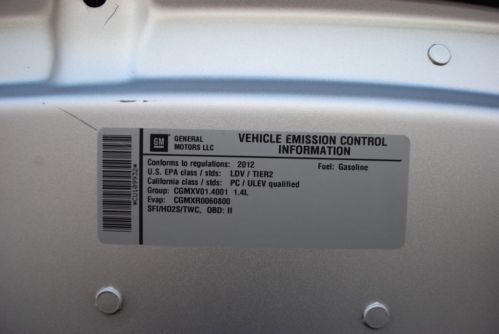 GM
GENERAL
MOTORS LLC
VEHICLE EMISSION CONTROL
INFORMATION
Conforms to regulations: 2012 Fuel: Gasoline
U.S. EPA class / stds: LDV / TIER2
California class / stds: PC / ULEV qualified
Group: CGMXV01.4001 1.4L
Evap: CGMXR0060800
SFI/HO2S/TWC, OBD: II